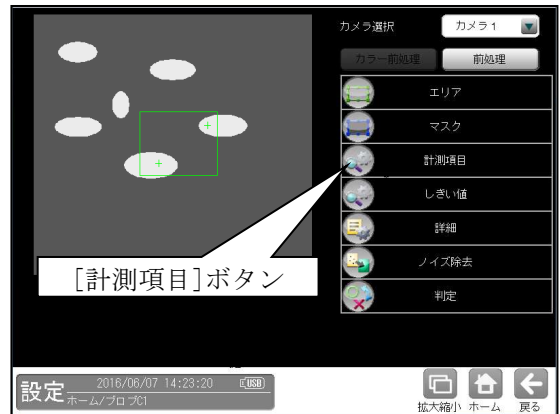 カメラ選択
カメラ1
カラー前処理
前処理
エリア
マスク
計測項目
しきい値
詳細
ノイズ除去
判定
[計測項目]ボタン
設定
2016/06/07 14:23:20
USB
ホーム/ブロブC1
拡大縮小
ホーム
戻る